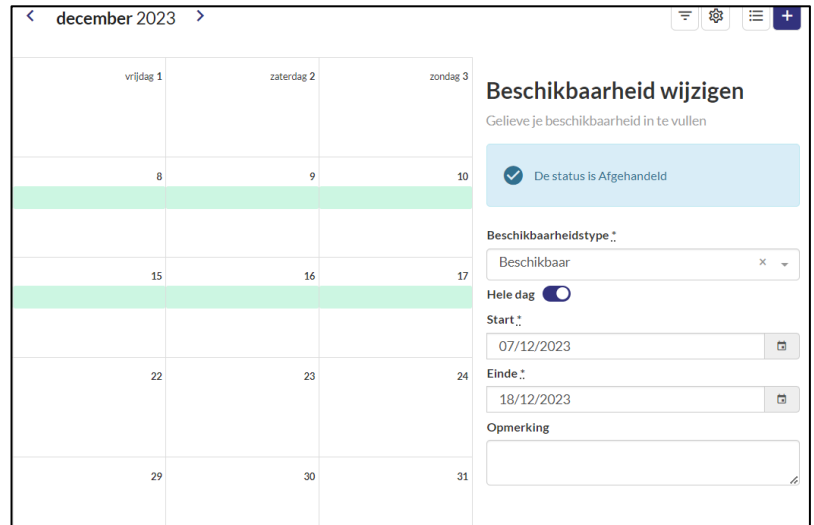 december 2023
vrijdag 1 zaterdag 2 zondag 3
8 9 10
15 16 17
22 23 24
29 30 31
Beschikbaarheid wijzigen
Gelieve je beschikbaarheid in te vullen
De status is Afgehandeld
Beschikbaarheidstype *
Beschikbaar
Hele dag
Start *
07/12/2023
Einde *
18/12/2023
Opmerking